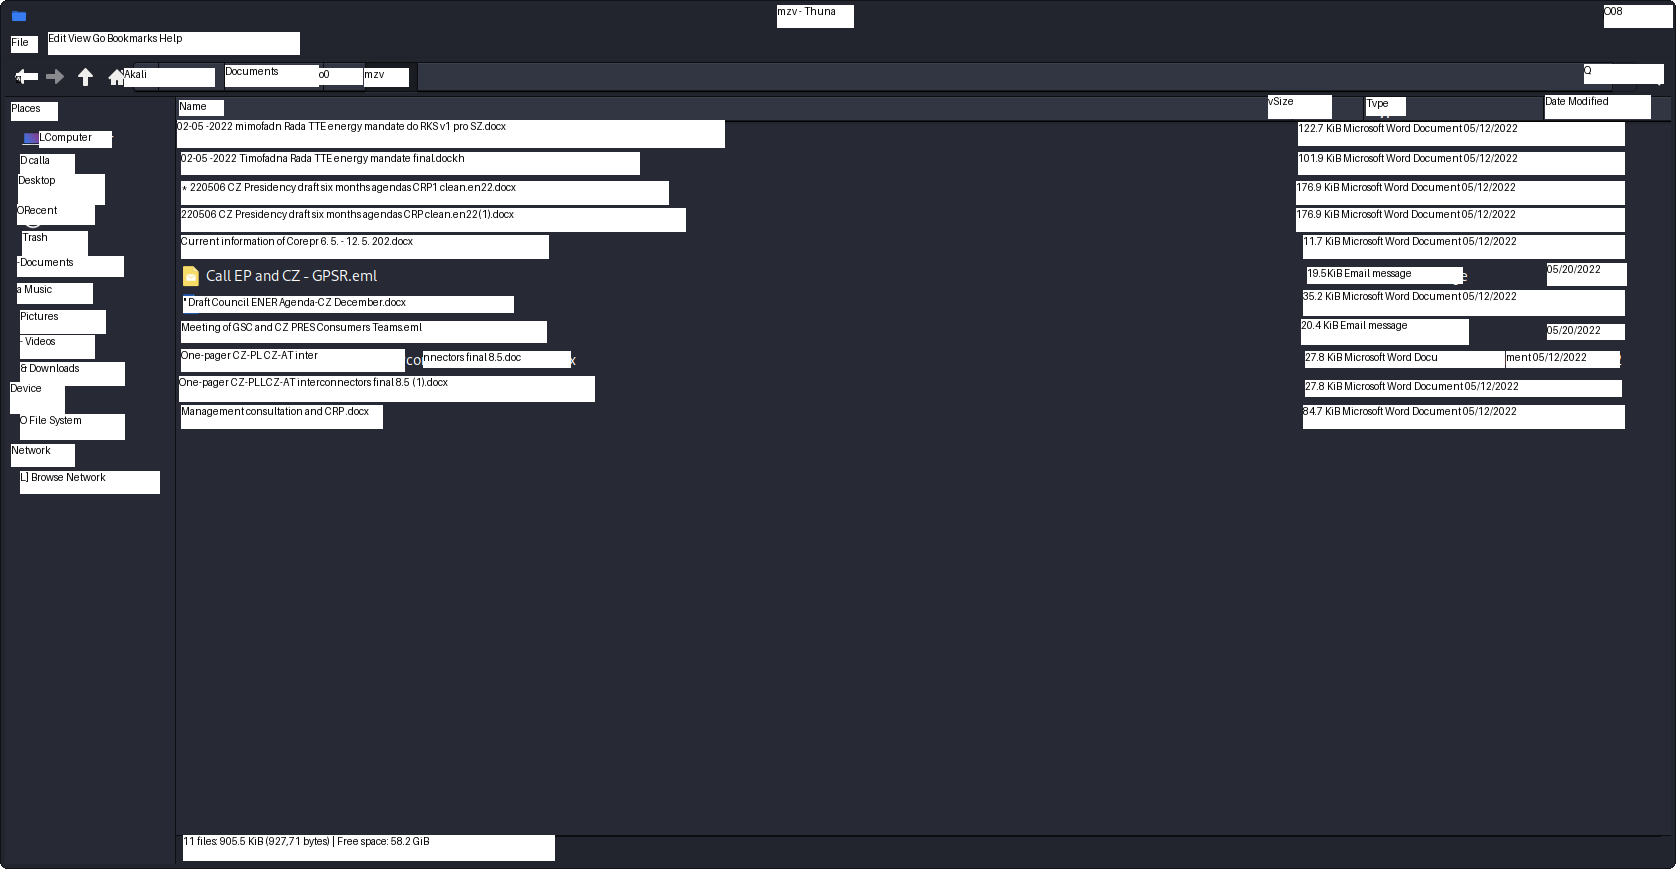 mzv - Thuna
O08
File Edit View Go Bookmarks Help
Akali Documents o0 mzv
Q
Places
LComputer
D calla
Desktop
ORecent
Trash
-Documents
a Music
Pictures
- Videos
& Downloads
Device
O File System
Network
L] Browse Network
Name vSize Tvpe Date Modified
02-05 -2022 mimofadn Rada TTE energy mandate do RKS v1 pro SZ.docx 122.7 KiB Microsoft Word Document 05/12/2022
02-05 -2022 Timofadna Rada TTE energy mandate final.dockh 101.9 KiB Microsoft Word Document 05/12/2022
* 220506 CZ Presidency draft six months agendas CRP1 clean.en22.docx 176.9 KiB Microsoft Word Document 05/12/2022
220506 CZ Presidency draft six months agendas CRP clean.en22 (1).docx 176.9 KiB Microsoft Word Document 05/12/2022
Current information of Corepr 6. 5. - 12. 5. 202.docx 11.7 KiB Microsoft Word Document 05/12/2022
Call EP and CZ - GPSR.eml 19.5 KiB Email message 05/20/2022
" Draft Council ENER Agenda-CZ December.docx 35.2 KiB Microsoft Word Document 05/12/2022
Meeting of GSC and CZ PRES Consumers Teams.eml 20.4 KiB Email message 05/20/2022
One-pager CZ-PL CZ-AT inter co nnectors final 8.5.doc x 27.8 KiB Microsoft Word Docu ment 05/12/2022
One-pager CZ-PLLCZ-AT interconnectors final 8.5 (1).docx 27.8 KiB Microsoft Word Document 05/12/2022
Management consultation and CRP .docx 84.7 KiB Microsoft Word Document 05/12/2022
11 files: 905.5 KiB (927,71 bytes) | Free space: 58.2 GiB